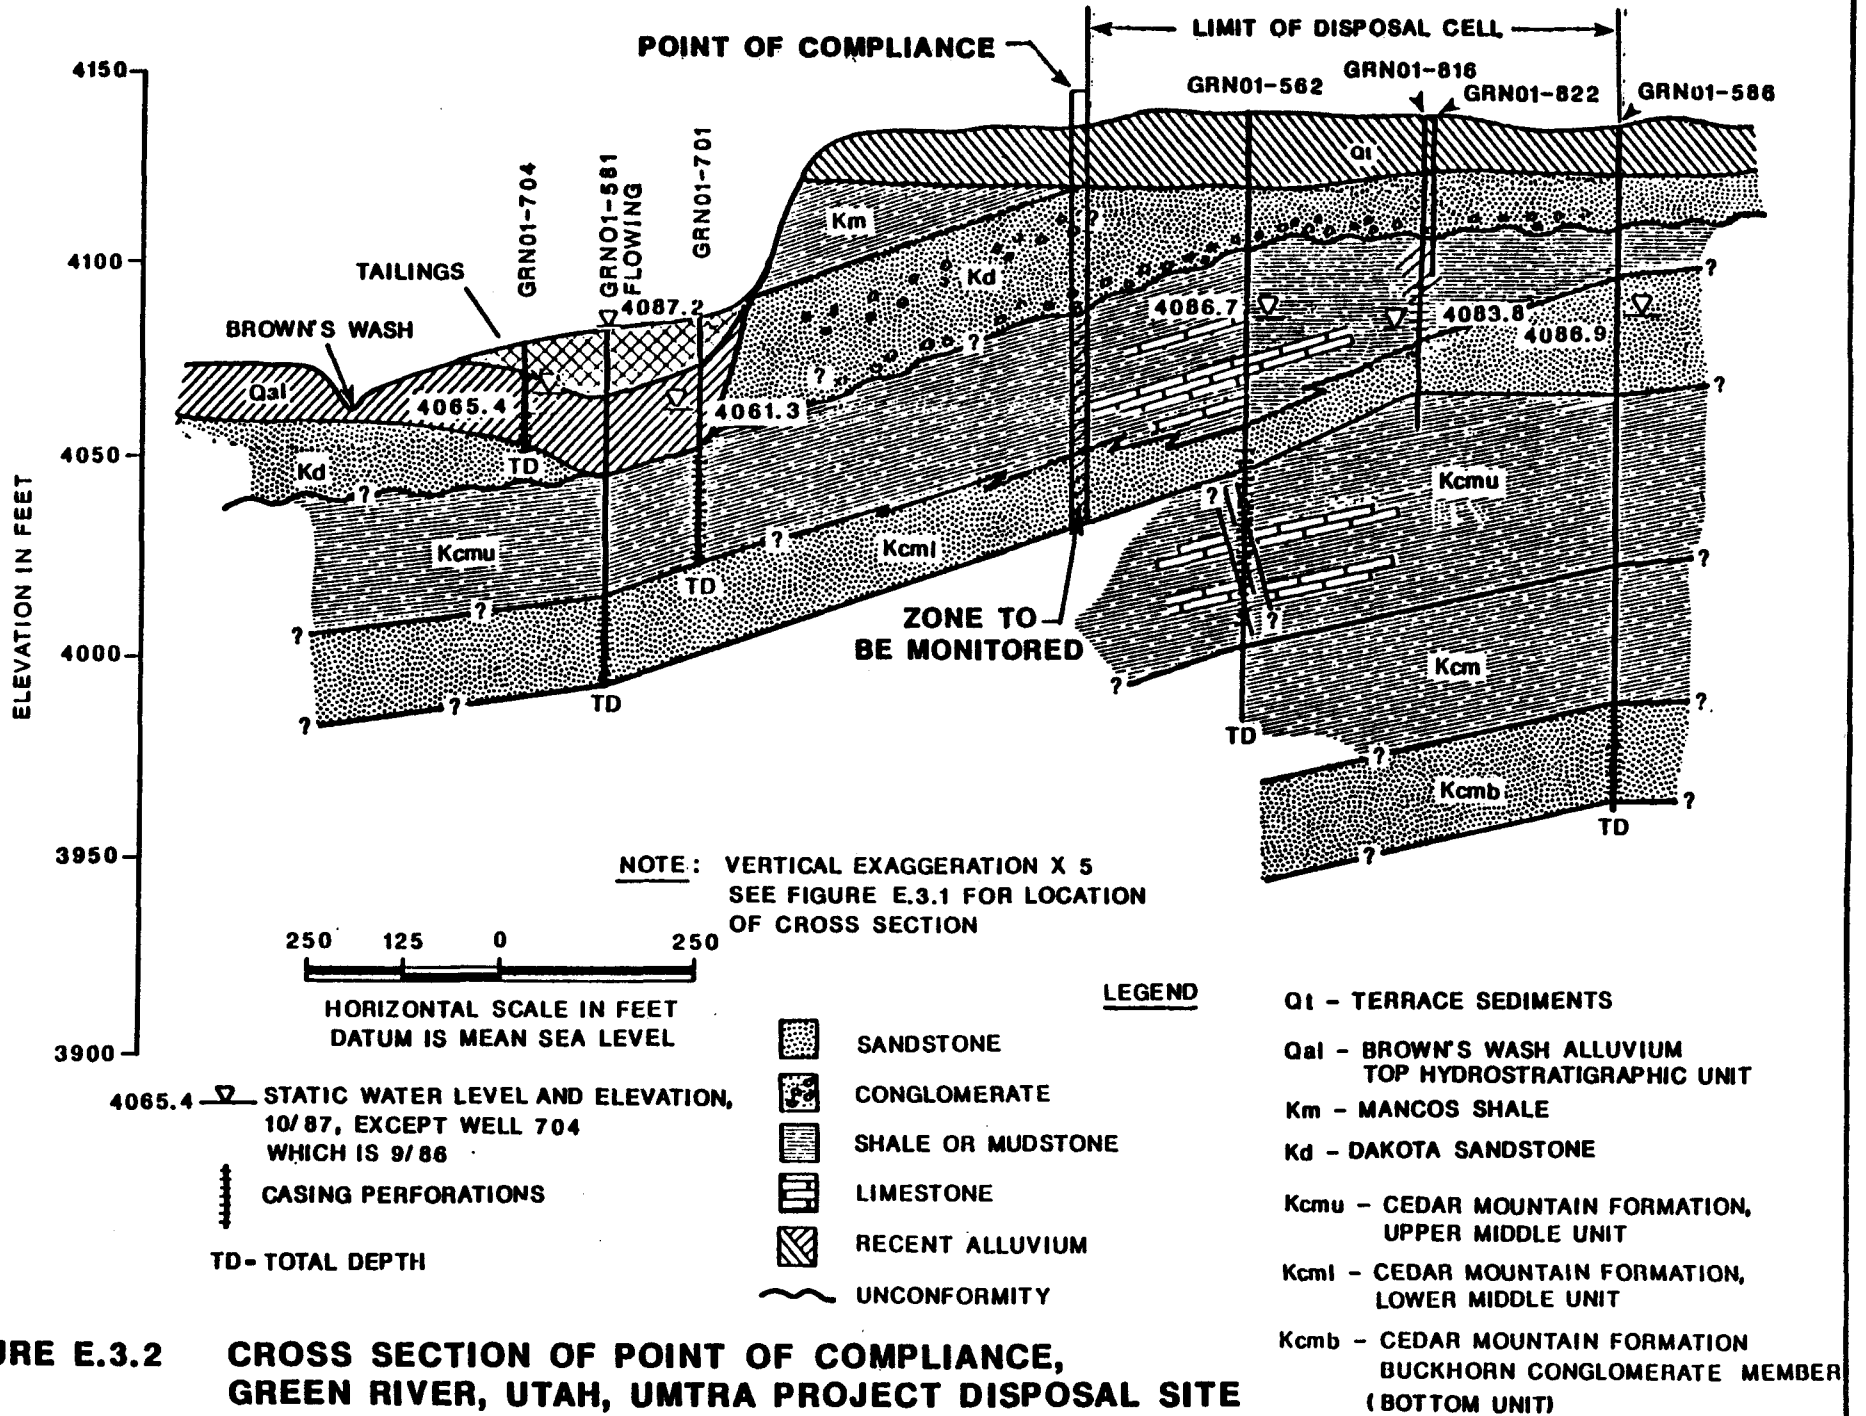 POINT OF COMPLIANCE
LIMIT OF DISPOSAL CELL
GRN01-562
GRN01-816
GRN01-822
GRN01-586
4150
4100
4050
4000
3950
3900
ELEVATION IN FEET
TAILINGS
BROWN'S WASH
GRN01-704
GRN01-581
FLOWING
GRN01-701
4087.2
4065.4
4061.3
4086.7
4083.8
4086.9
Qt
Km
Kd
?
?
?
Qal
Kd
?
TD
Kcmu
?
?
?
?
TD
TD
?
Kcml
ZONE TO
BE MONITORED
?
?
?
?
?
?
?
Kcmu
Kcm
?
Kcmb
?
?
?
TD
TD
NOTE: VERTICAL EXAGGERATION X 5
SEE FIGURE E.3.1 FOR LOCATION
OF CROSS SECTION
250 125 0 250
HORIZONTAL SCALE IN FEET
DATUM IS MEAN SEA LEVEL
4065.4 STATIC WATER LEVEL AND ELEVATION,
10/87, EXCEPT WELL 704
WHICH IS 9/86
CASING PERFORATIONS
TD- TOTAL DEPTH
LEGEND
SANDSTONE
CONGLOMERATE
SHALE OR MUDSTONE
LIMESTONE
RECENT ALLUVIUM
UNCONFORMITY
Qt - TERRACE SEDIMENTS
Qal - BROWN'S WASH ALLUVIUM
TOP HYDROSTRATIGRAPHIC UNIT
Km - MANCOS SHALE
Kd - DAKOTA SANDSTONE
Kcmu - CEDAR MOUNTAIN FORMATION,
UPPER MIDDLE UNIT
Kcml - CEDAR MOUNTAIN FORMATION,
LOWER MIDDLE UNIT
Kcmb - CEDAR MOUNTAIN FORMATION
BUCKHORN CONGLOMERATE MEMBER
(BOTTOM UNIT)
URE E.3.2 CROSS SECTION OF POINT OF COMPLIANCE,
GREEN RIVER, UTAH, UMTRA PROJECT DISPOSAL SITE